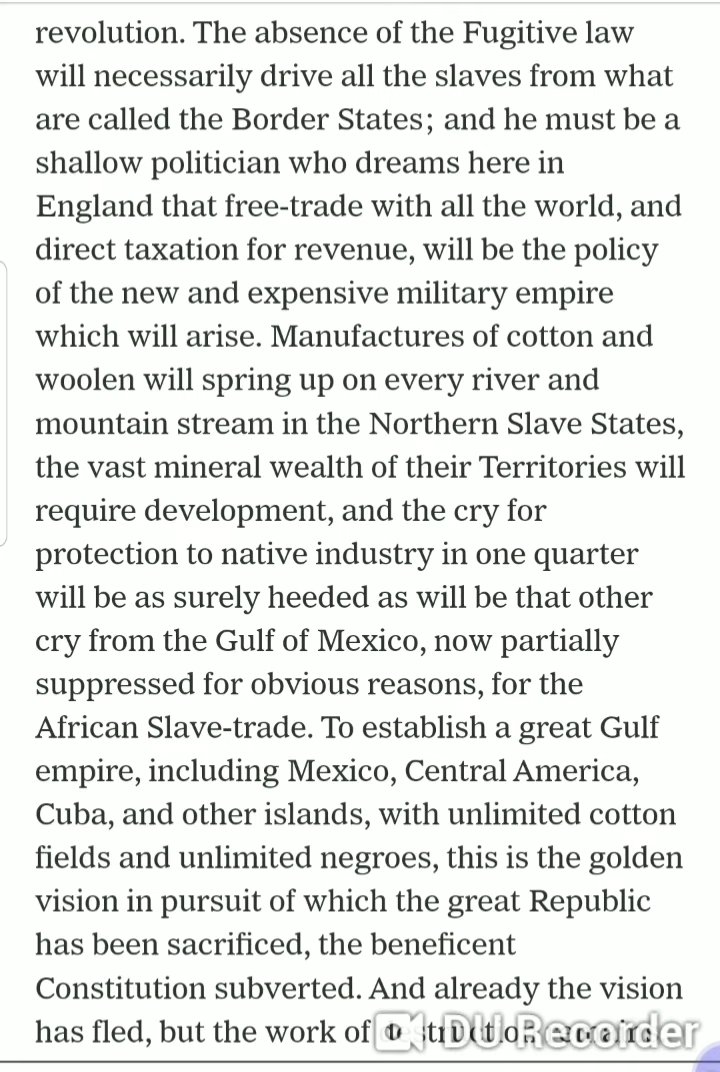 revolution. The absence of the Fugitive law
will necessarily drive all the slaves from what
are called the Border States; and he must be a
shallow politician who dreams here in
England that free-trade with all the world, and
direct taxation for revenue, will be the policy
of the new and expensive military empire
which will arise. Manufactures of cotton and
woolen will spring up on every river and
mountain stream in the Northern Slave States,
the vast mineral wealth of their Territories will
require development, and the cry for
protection to native industry in one quarter
will be as surely heeded as will be that other
cry from the Gulf of Mexico, now partially
suppressed for obvious reasons, for the
African Slave-trade. To establish a great Gulf
empire, including Mexico, Central America,
Cuba, and other islands, with unlimited cotton
fields and unlimited negroes, this is the golden
vision in pursuit of which the great Republic
has been sacrificed, the beneficent
Constitution subverted. And already the vision
has fled, but the work of
DU Recorder